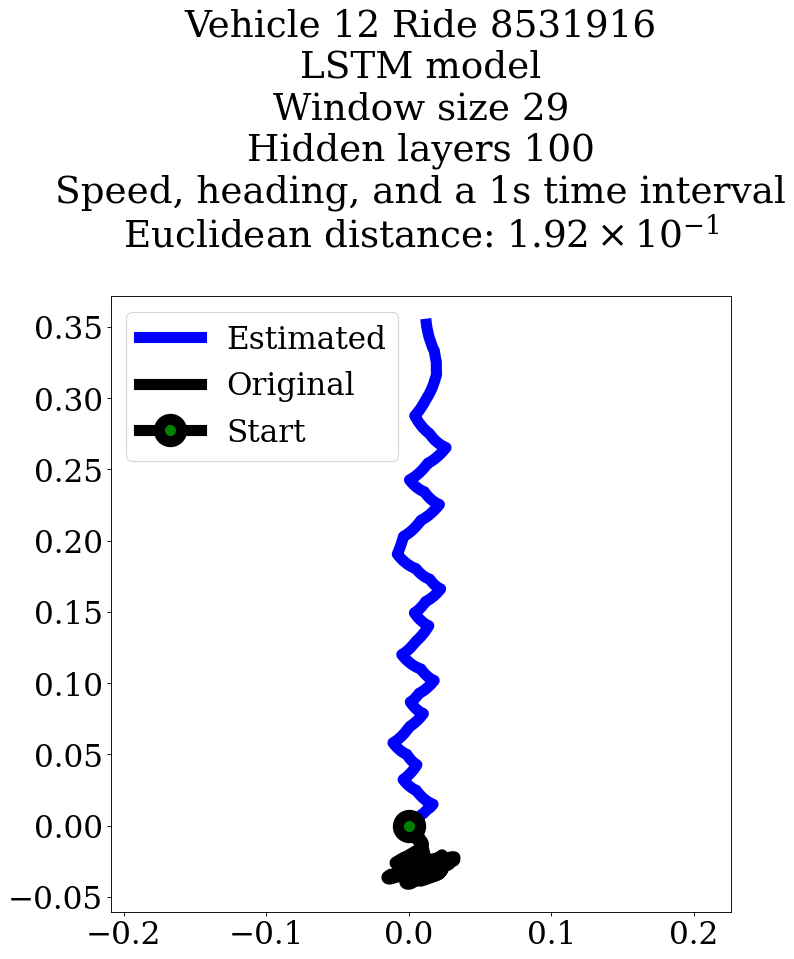 Vehicle 12 Ride 8531916
LSTM model
Window size 29
Hidden layers 100
Speed, heading, and a 1s time interval
Euclidean distance: 1.92 × 10⁻¹
Estimated
Original
Start
0.35
0.30
0.25
0.20
0.15
0.10
0.05
0.00
−0.05
−0.2
−0.1
0.0
0.1
0.2